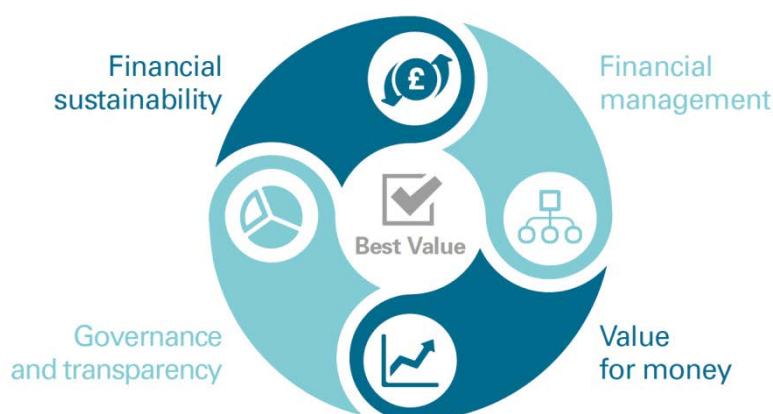 Financial
sustainability
£
Financial
management
Best Value
Governance
and transparency
Value
for money